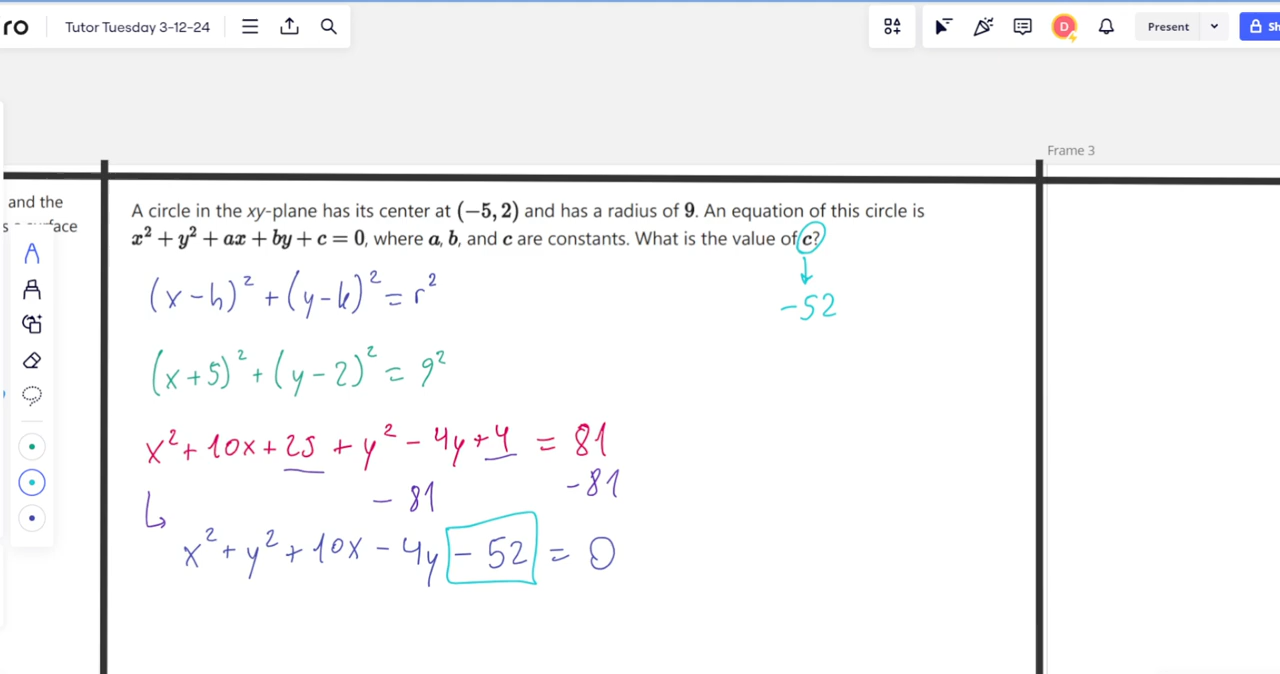 ro Tutor Tuesday 3-12-24 D Present Sh
Frame 3
and the
face
A circle in the xy-plane has its center at (−5, 2) and has a radius of 9. An equation of this circle is
x² + y² + ax + by + c = 0, where a, b, and c are constants. What is the value of c?
(x-h)² + (y-k)² = r²
-52
(x+5)² + (y-2)² = 9²
x² + 10x + 25 + y² - 4y + 4 = 81
- 81 -81
x² + y² + 10x - 4y - 52 = 0